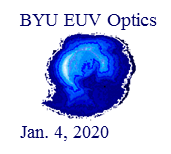 BYU EUV Optics
Jan. 4, 2020